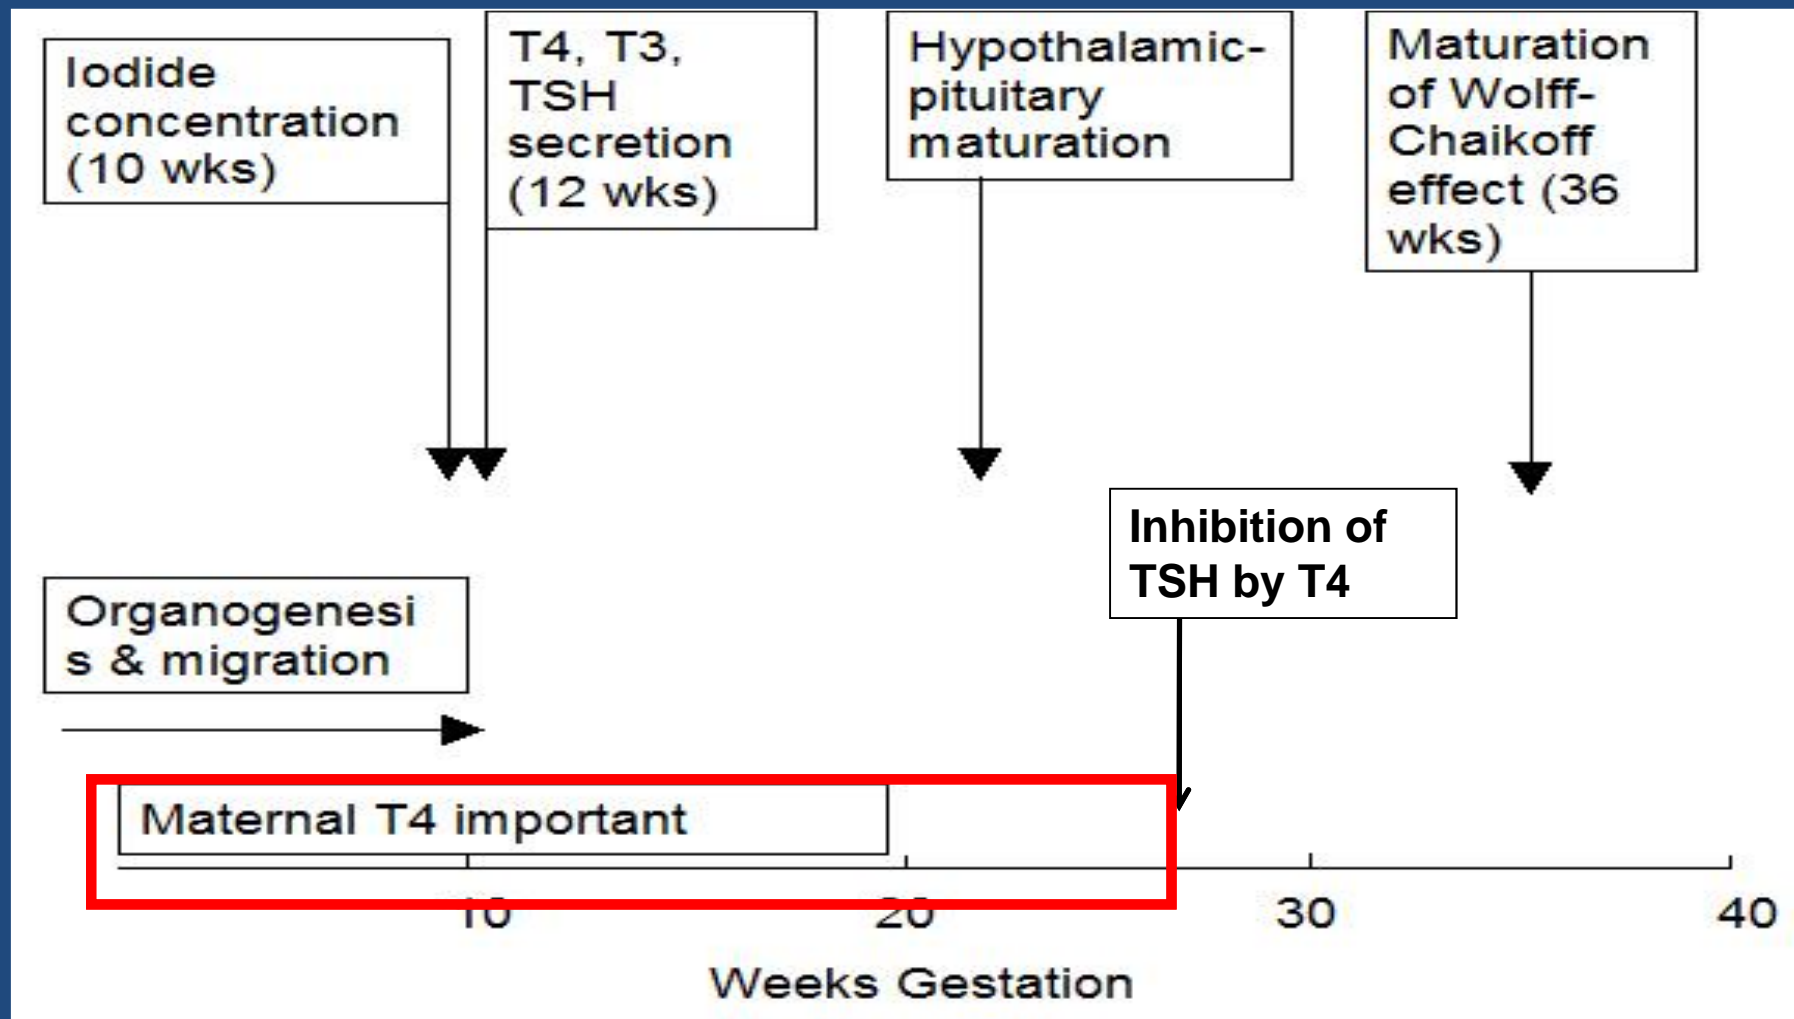 Iodide
concentration
(10 wks)
T4, T3,
TSH
secretion
(12 wks)
Hypothalamic-
pituitary
maturation
Maturation
of Wolff-
Chaikoff
effect (36
wks)
Inhibition of
TSH by T4
Organogenesi
s & migration
Maternal T4 important
10
20
30
40
Weeks Gestation